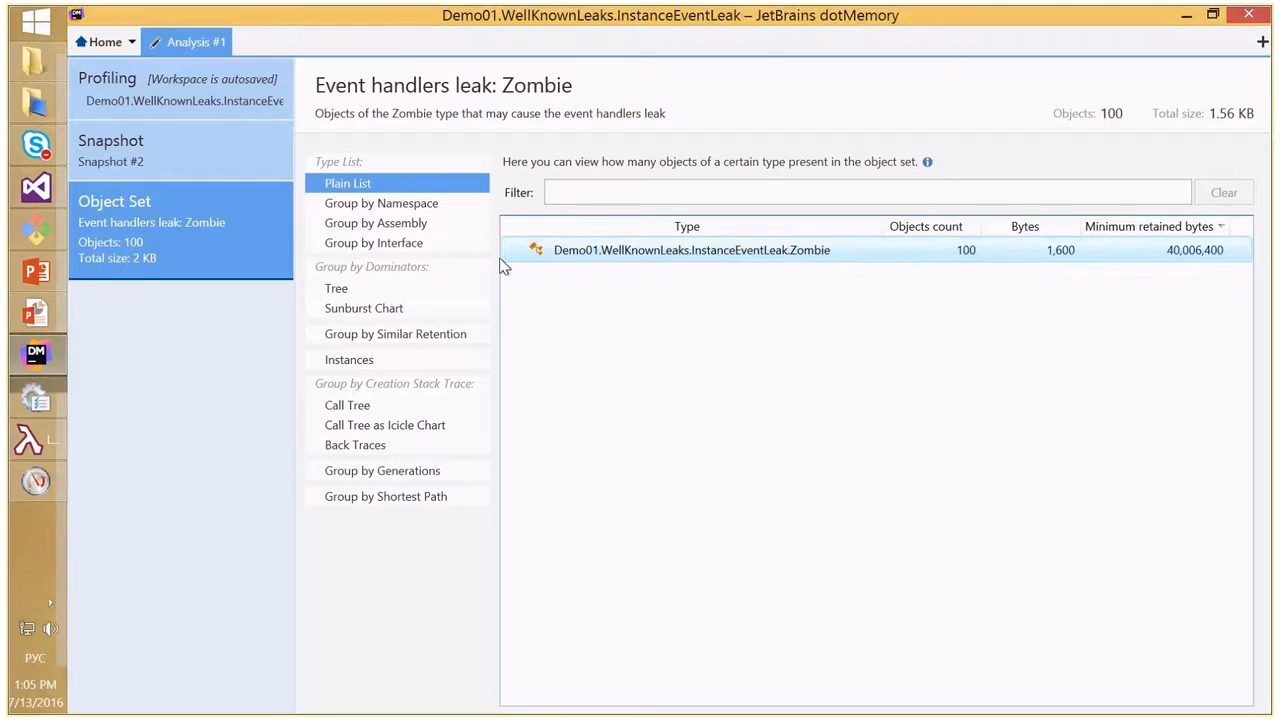 Demo01.WellKnownLeaks.InstanceEventLeak – JetBrains dotMemory
Home
Analysis #1
Profiling [Workspace is autosaved]
Demo01.WellKnownLeaks.InstanceEve
Snapshot
Snapshot #2
Object Set
Event handlers leak: Zombie
Objects: 100
Total size: 2 KB
Event handlers leak: Zombie
Objects of the Zombie type that may cause the event handlers leak
Objects: 100 Total size: 1.56 KB
Type List:
Plain List
Group by Namespace
Group by Assembly
Group by Interface
Group by Dominators:
Tree
Sunburst Chart
Group by Similar Retention
Instances
Group by Creation Stack Trace:
Call Tree
Call Tree as Icicle Chart
Back Traces
Group by Generations
Group by Shortest Path
Here you can view how many objects of a certain type present in the object set.
Filter: Clear
Type Objects count Bytes Minimum retained bytes
Demo01.WellKnownLeaks.InstanceEventLeak.Zombie 100 1,600 40,006,400
DM
L...
РУС
1:05 PM
7/13/2016